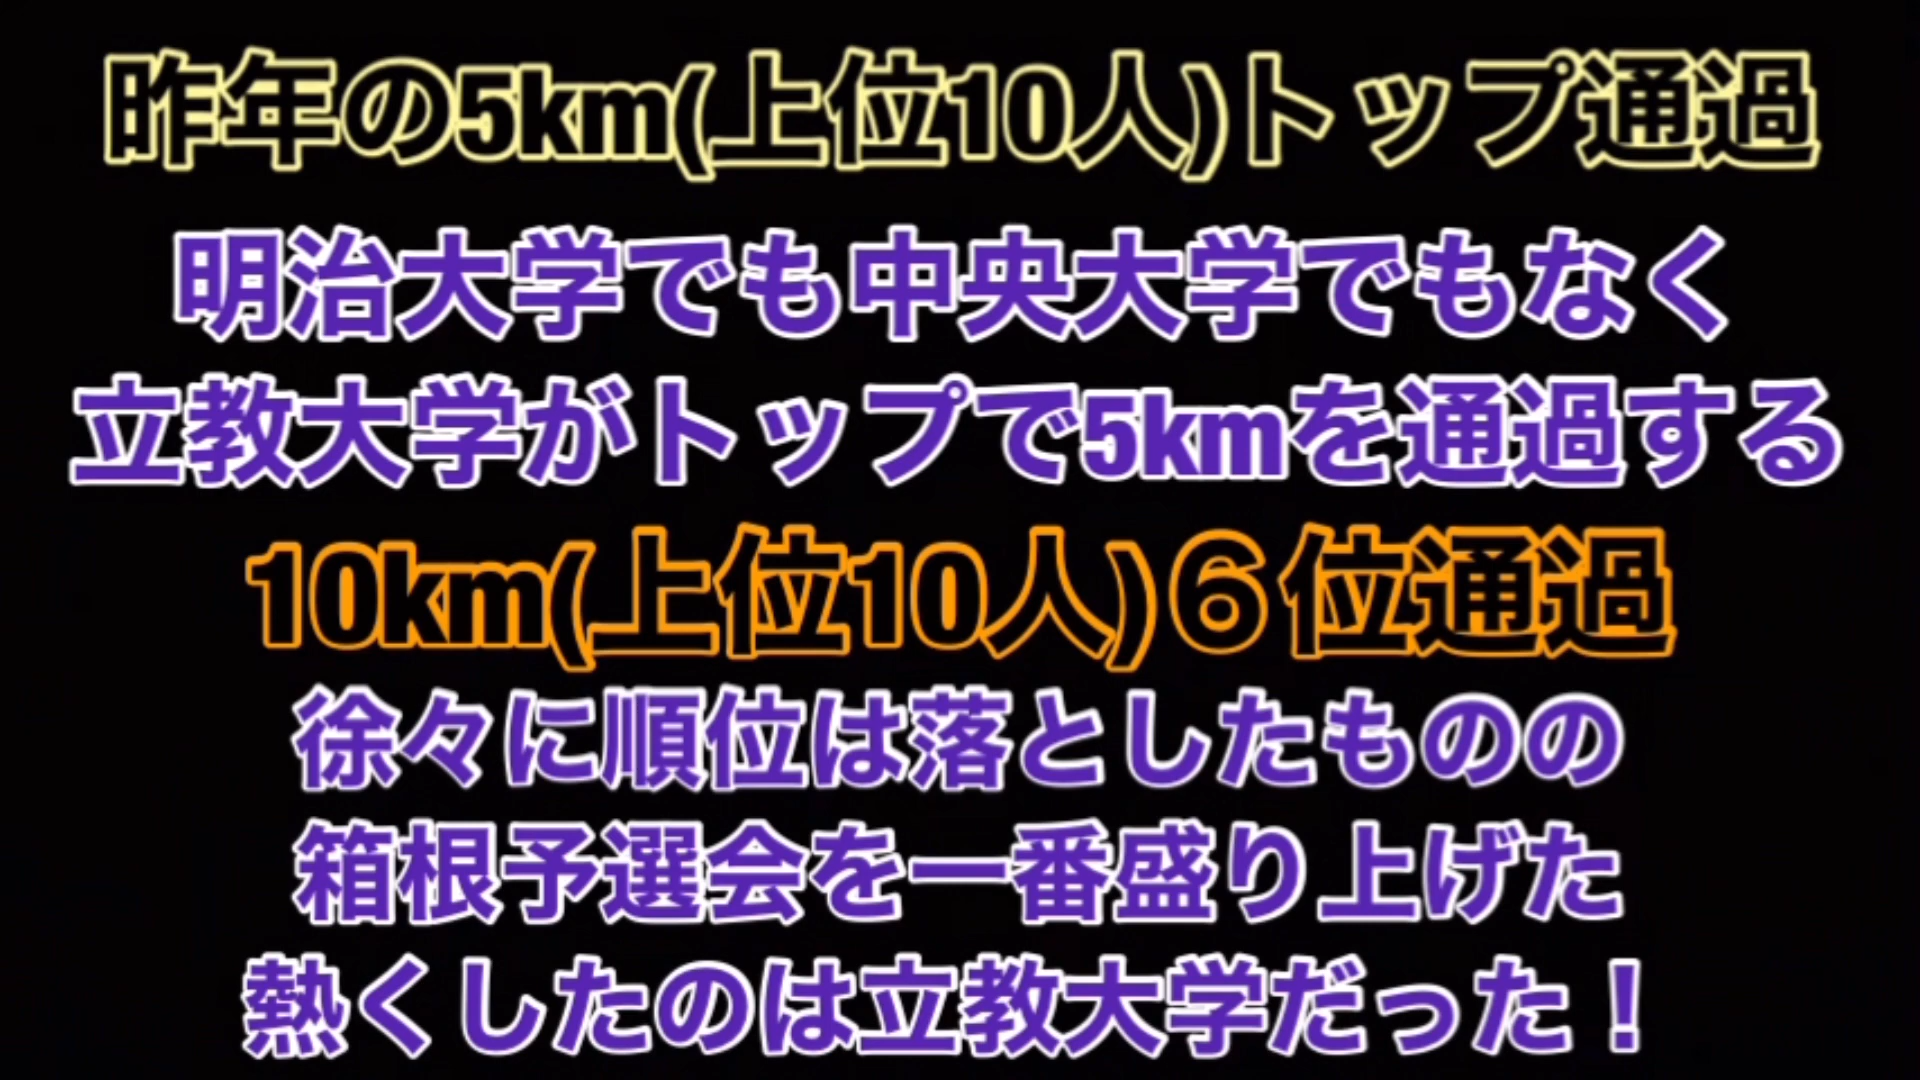 昨年の5km(上位10人)トップ通過
明治大学でも中央大学でもなく
立教大学がトップで5kmを通過する
10km(上位10人)６位通過
徐々に順位は落としたものの
箱根予選会を一番盛り上げた
熱くしたのは立教大学だった！